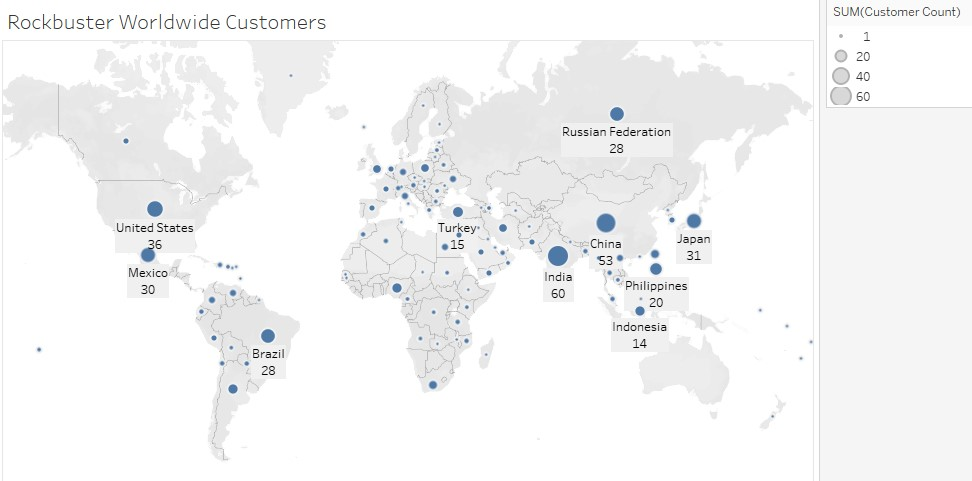 Rockbuster Worldwide Customers
SUM(Customer Count)
1
20
40
60
Russian Federation
28
United States
36
Mexico
30
Turkey
15
China
53
Japan
31
India
60
Philippines
20
Indonesia
14
Brazil
28